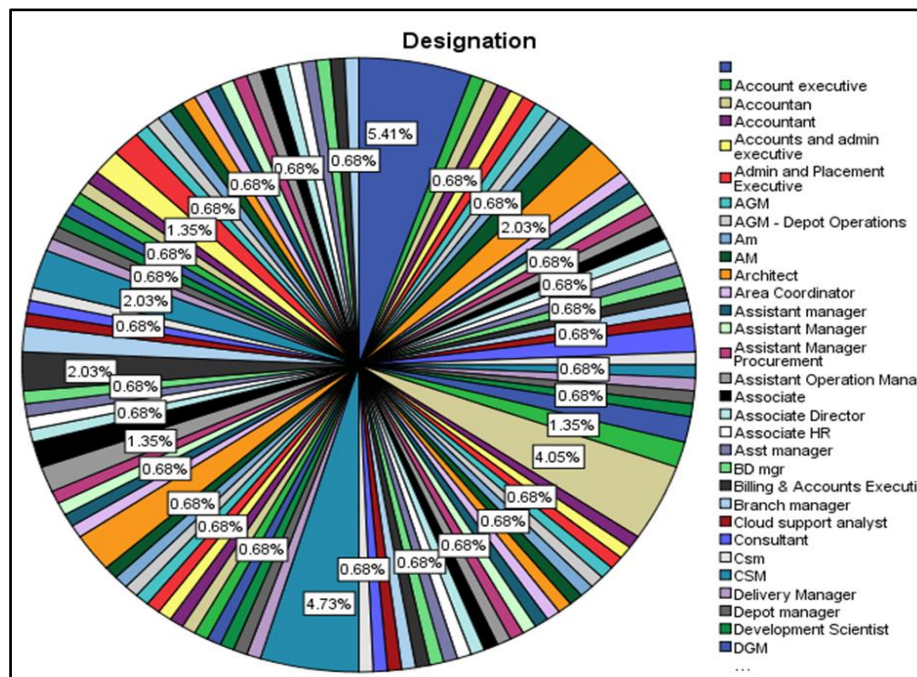 Designation
5.41%
0.68%
0.68%
0.68%
0.68%
0.68%
2.03%
0.68%
1.35%
0.68%
0.68%
0.68%
0.68%
0.68%
2.03%
0.68%
0.68%
0.68%
2.03%
0.68%
0.68%
0.68%
1.35%
1.35%
4.05%
0.68%
0.68%
0.68%
0.68%
0.68%
0.68%
0.68%
0.68%
0.68%
4.73%
Account executive
Accountan
Accountant
Accounts and admin
executive
Admin and Placement
Executive
AGM
AGM - Depot Operations
Am
AM
Architect
Area Coordinator
Assistant manager
Assistant Manager
Assistant Manager
Procurement
Assistant Operation Mana
Associate
Associate Director
Associate HR
Asst manager
BD mgr
Billing & Accounts Executi
Branch manager
Cloud support analyst
Consultant
Csm
CSM
Delivery Manager
Depot manager
Development Scientist
DGM
...